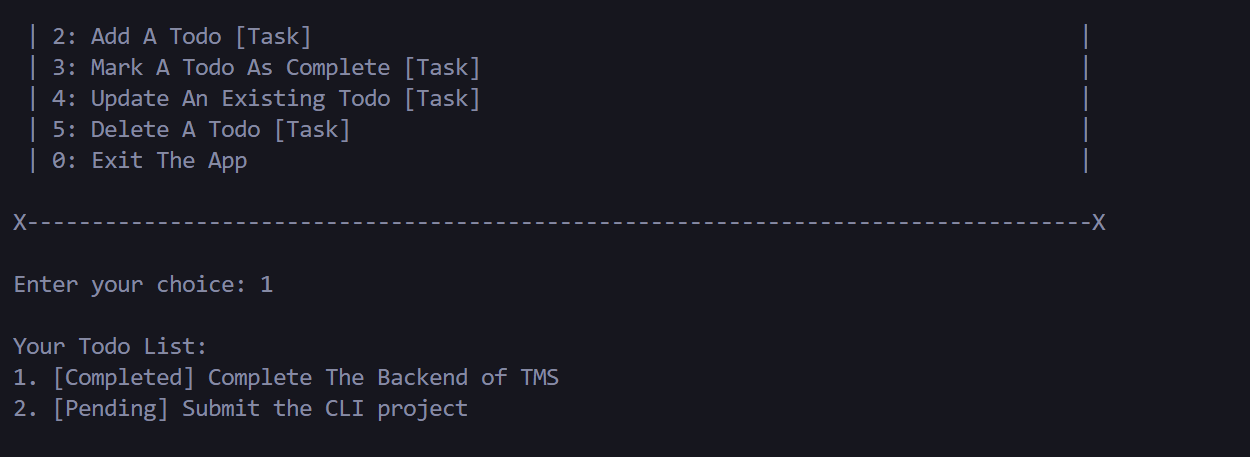 | 2: Add A Todo [Task] |
| 3: Mark A Todo As Complete [Task] |
| 4: Update An Existing Todo [Task] |
| 5: Delete A Todo [Task] |
| 0: Exit The App |
X----------------------------------------------------------------------------------X
Enter your choice: 1
Your Todo List:
1. [Completed] Complete The Backend of TMS
2. [Pending] Submit the CLI project